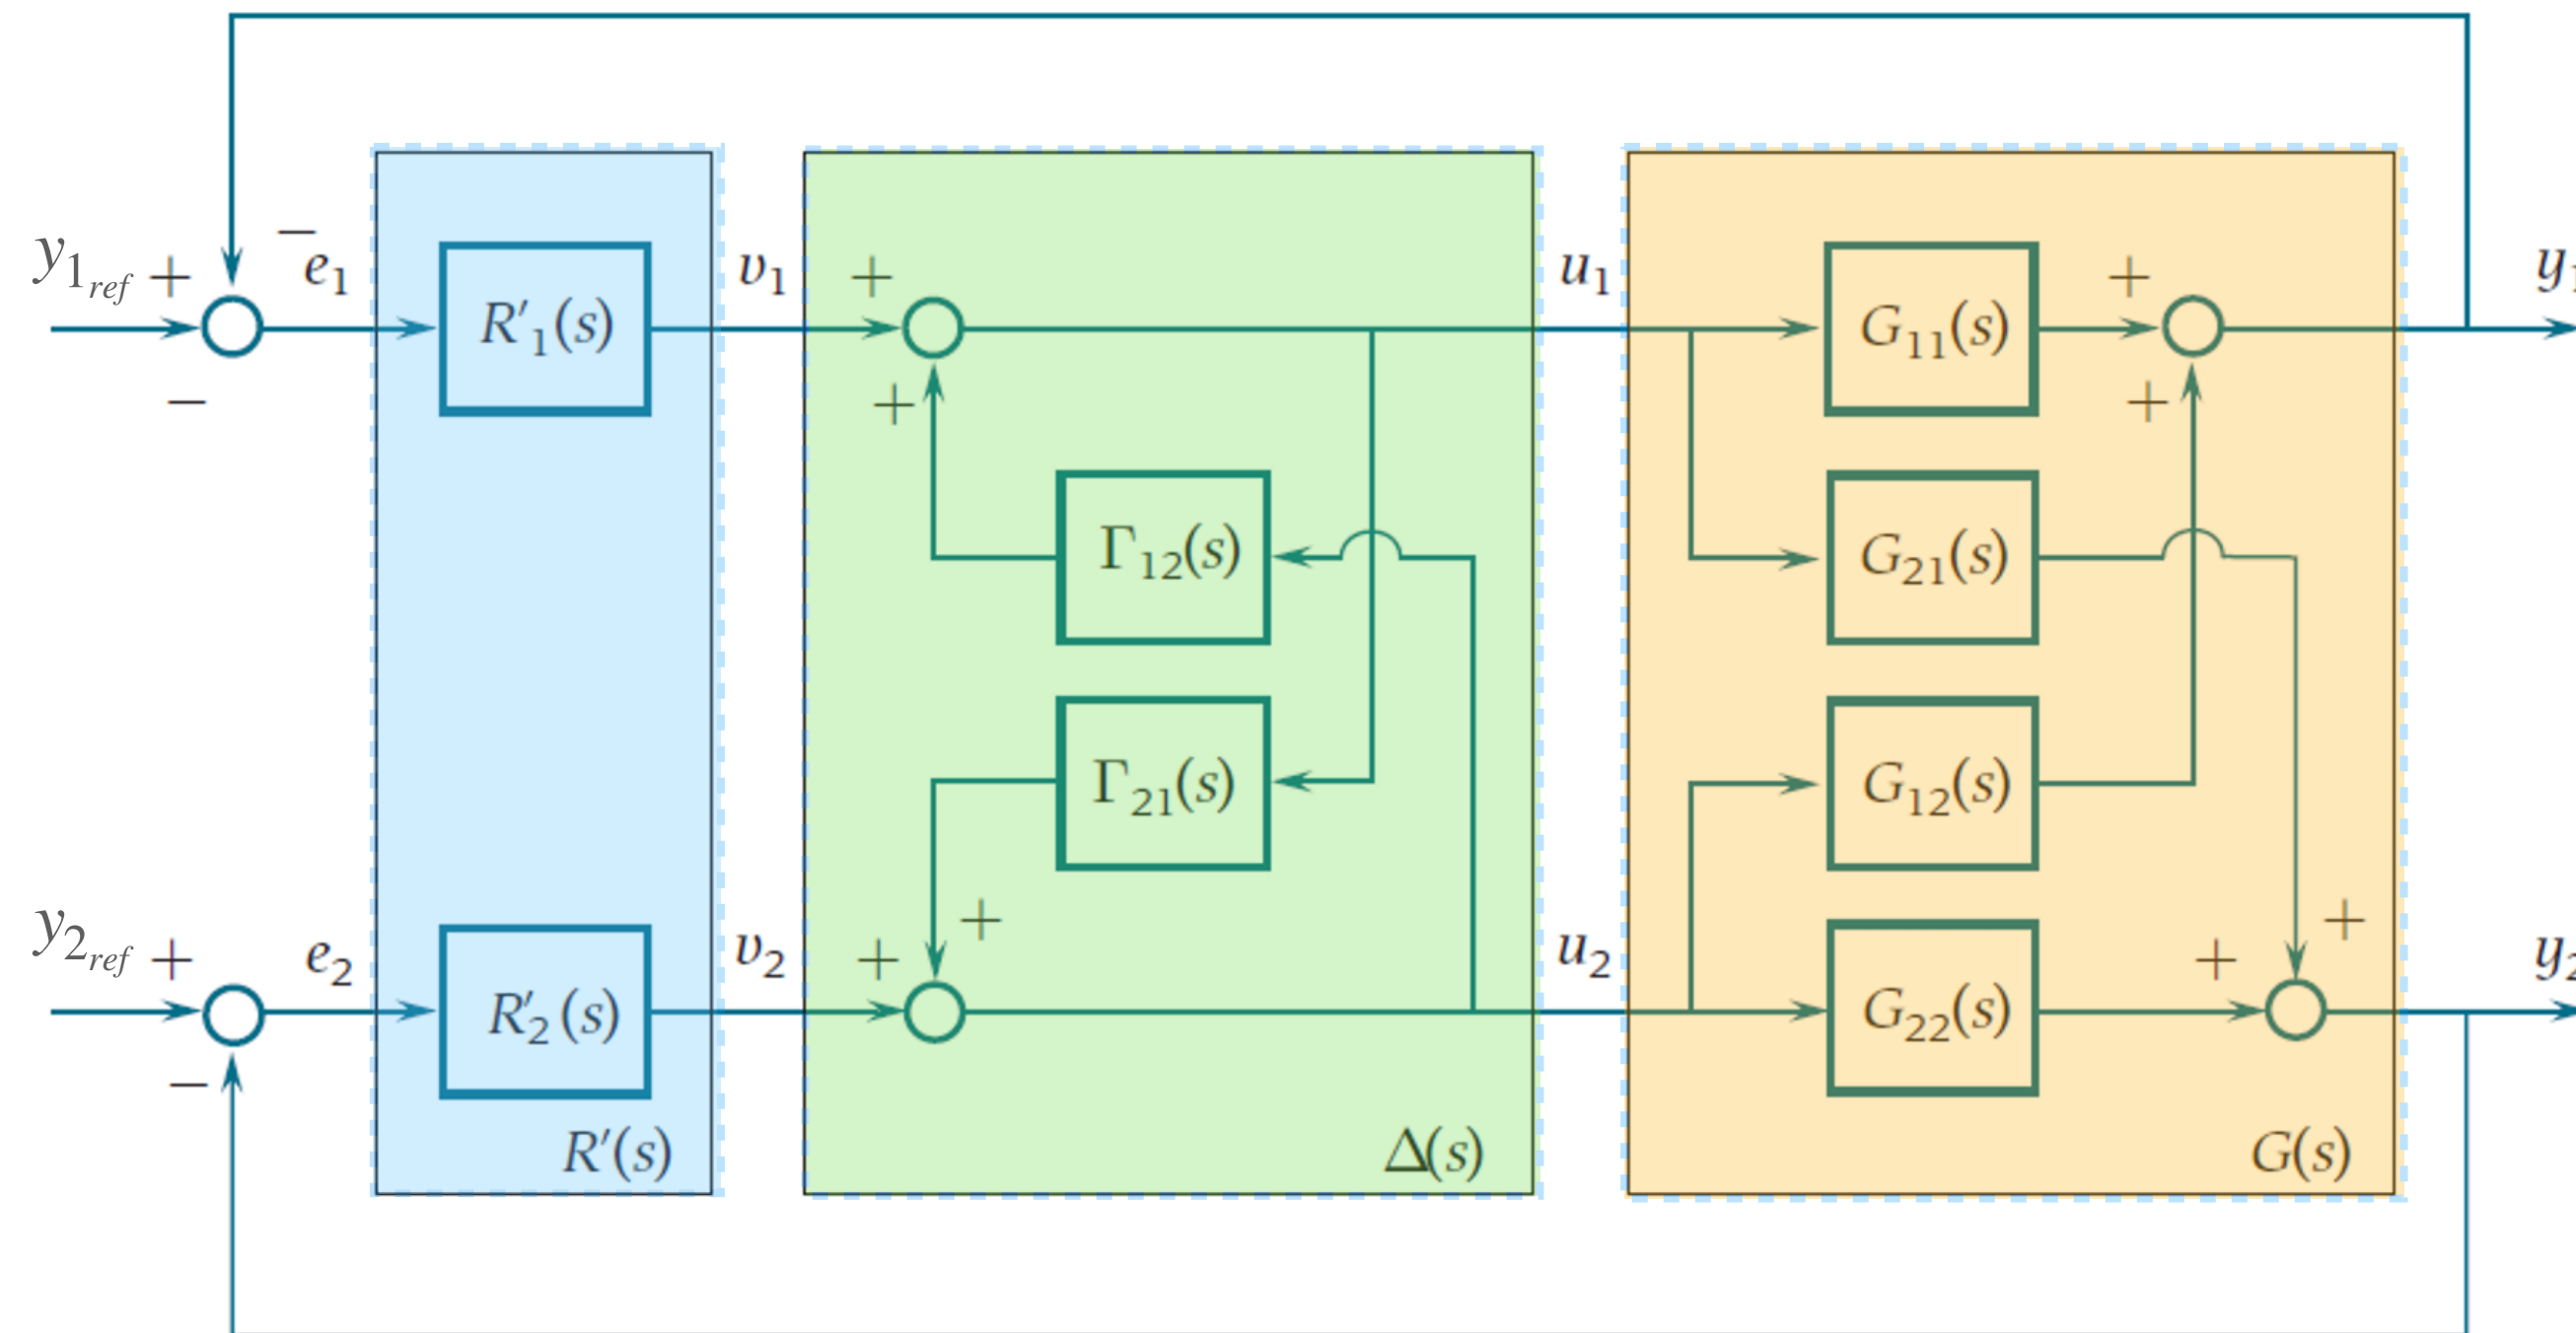 −
y1ref + e1 v1 + u1 + y1
R′1(s) G11(s)
− + +
Γ12(s) G21(s)
Γ21(s) G12(s)
+ +
y2ref + e2 v2 + u2 + y2
R′2(s) G22(s)
−
R′(s) Δ(s) G(s)